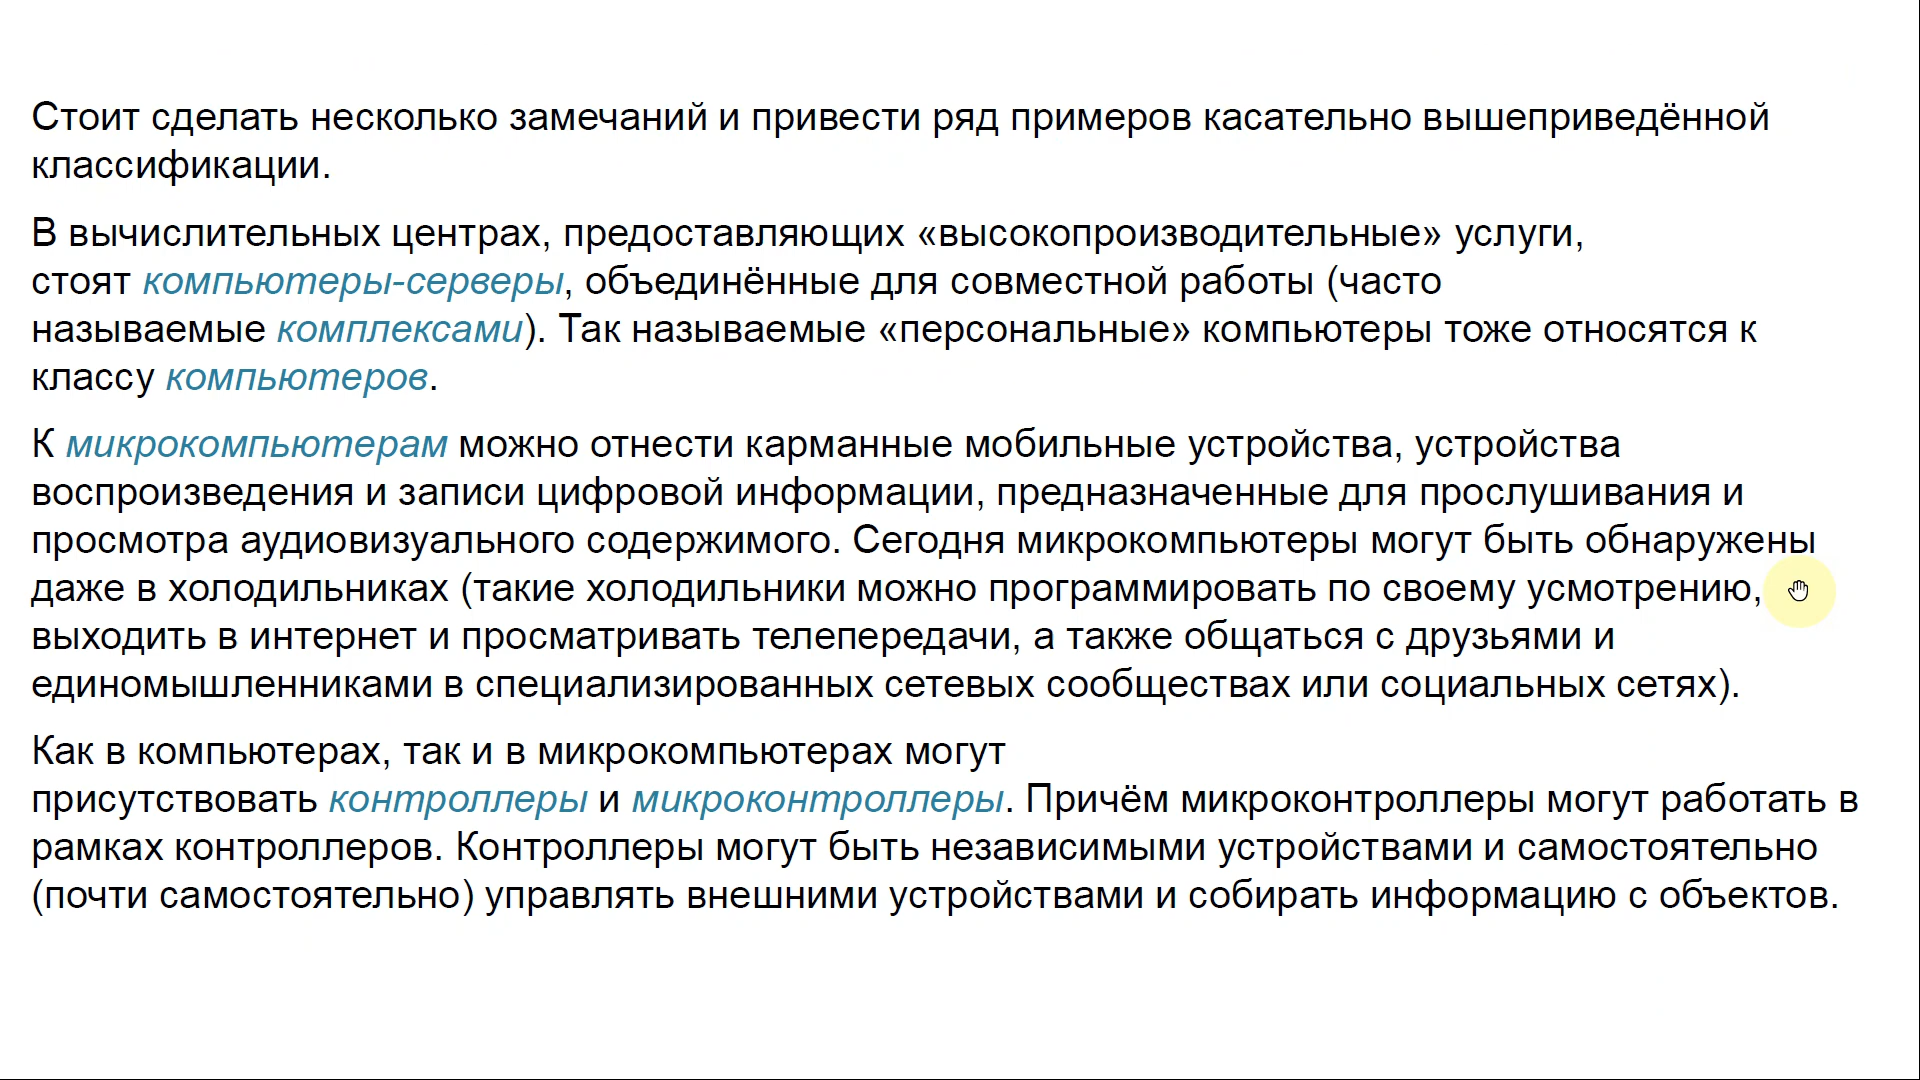 Стоит сделать несколько замечаний и привести ряд примеров касательно вышеприведённой
классификации.
В вычислительных центрах, предоставляющих «высокопроизводительные» услуги,
стоят компьютеры-серверы, объединённые для совместной работы (часто
называемые комплексами). Так называемые «персональные» компьютеры тоже относятся к
классу компьютеров.
К микрокомпьютерам можно отнести карманные мобильные устройства, устройства
воспроизведения и записи цифровой информации, предназначенные для прослушивания и
просмотра аудиовизуального содержимого. Сегодня микрокомпьютеры могут быть обнаружены
даже в холодильниках (такие холодильники можно программировать по своему усмотрению,
выходить в интернет и просматривать телепередачи, а также общаться с друзьями и
единомышленниками в специализированных сетевых сообществах или социальных сетях).
Как в компьютерах, так и в микрокомпьютерах могут
присутствовать контроллеры и микроконтроллеры. Причём микроконтроллеры могут работать в
рамках контроллеров. Контроллеры могут быть независимыми устройствами и самостоятельно
(почти самостоятельно) управлять внешними устройствами и собирать информацию с объектов.